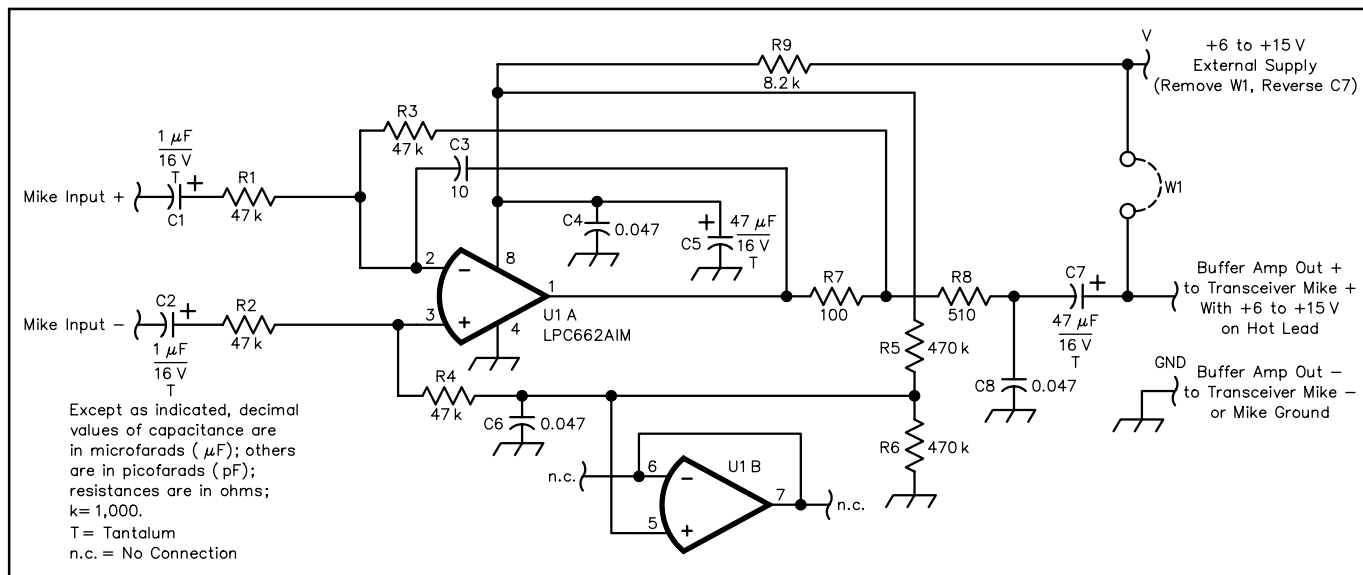 V
+6 to +15 V
External Supply
(Remove W1, Reverse C7)
R9
8.2 k
R3
47 k
C3
10
1 µF
16 V
T
C1
Mike Input +
R1
47 k
W1
C4
0.047
C5
47 µF
16 V
T
2
8
1
3
4
U1 A
LPC662AIM
C2
1 µF
16 V
T
Mike Input −
R2
47 k
R7
100
R8
510
C7
47 µF
16 V
T
Buffer Amp Out +
to Transceiver Mike +
With +6 to +15 V
on Hot Lead
R5
470 k
C8
0.047
GND
Buffer Amp Out −
to Transceiver Mike −
or Mike Ground
R4
47 k
C6
0.047
R6
470 k
n.c.
6
5
7
U1 B
n.c.
Except as indicated, decimal
values of capacitance are
in microfarads ( µF); others
are in picofarads ( pF);
resistances are in ohms;
k= 1,000.
T = Tantalum
n.c. = No Connection